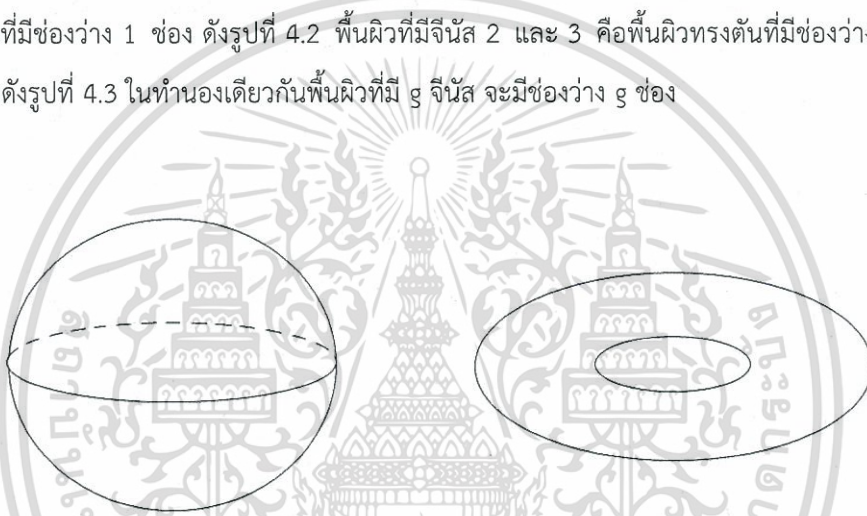 ที่มีช่องว่าง 1 ช่อง ดังรูปที่ 4.2 พื้นผิวที่มีจีนัส 2 และ 3 คือพื้นผิวทรงตันที่มีช่องว่าง
ดังรูปที่ 4.3 ในทำนองเดียวกันพื้นผิวที่มี g จีนัส จะมีช่องว่าง g ช่อง